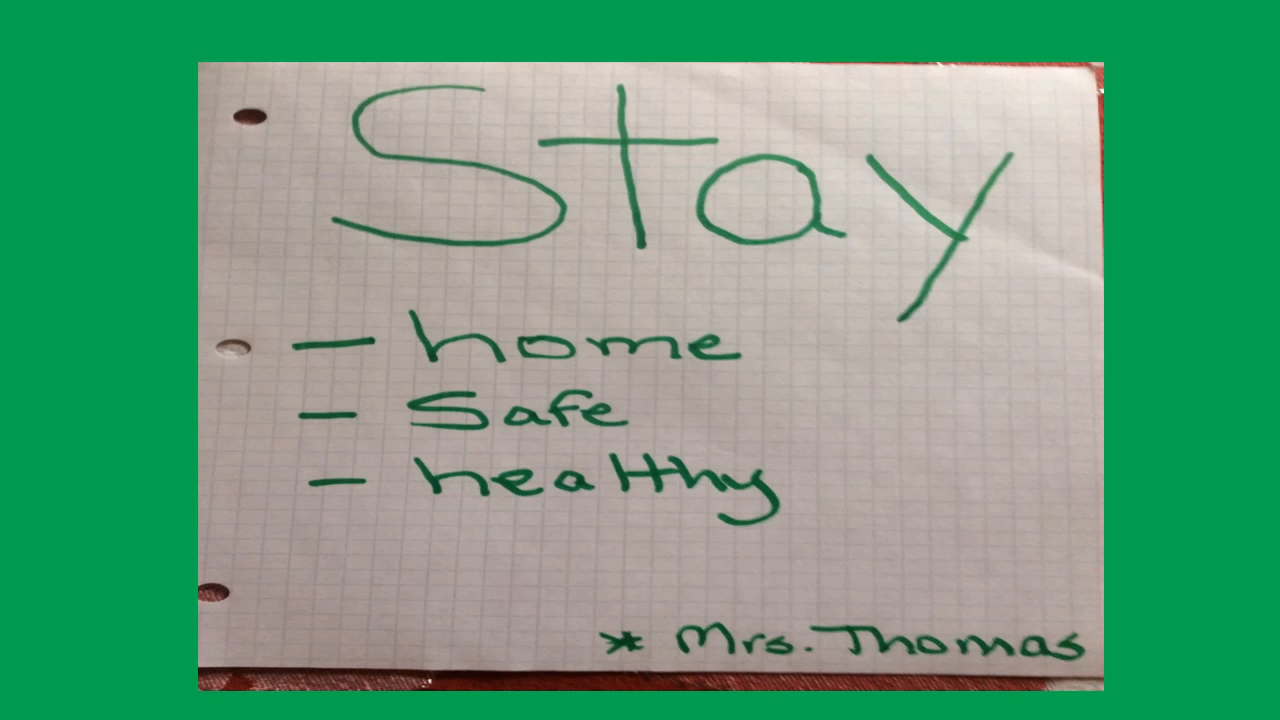 Stay
- home
- Safe
- healthy
* Mrs. Thomas